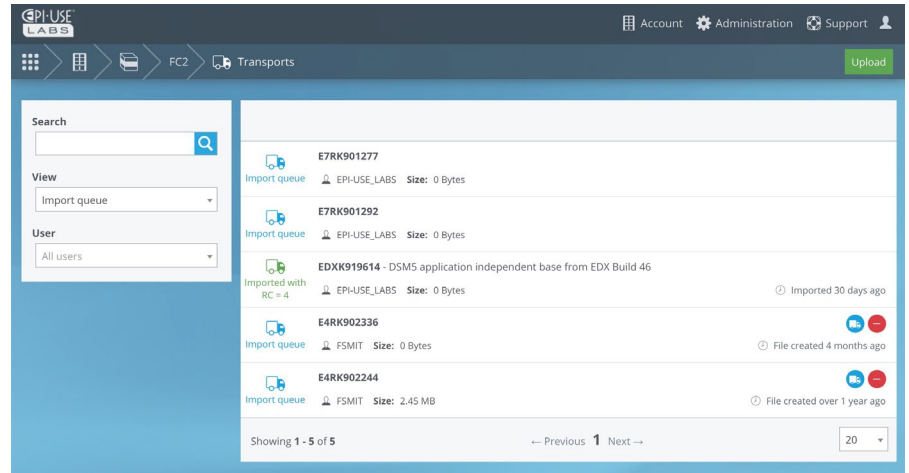 EPI·USE
LABS
Account Administration Support
FC2 Transports Upload
Search
View
Import queue
User
All users
E7RK901277
Import queue EPI-USE_LABS Size: 0 Bytes
E7RK901292
Import queue EPI-USE_LABS Size: 0 Bytes
EDXK919614 - DSM5 application independent base from EDX Build 46
Imported with RC = 4 EPI-USE_LABS Size: 0 Bytes Imported 30 days ago
E4RK902336
Import queue FSMIT Size: 0 Bytes File created 4 months ago
E4RK902244
Import queue FSMIT Size: 2.45 MB File created over 1 year ago
Showing 1 - 5 of 5 ← Previous 1 Next → 20